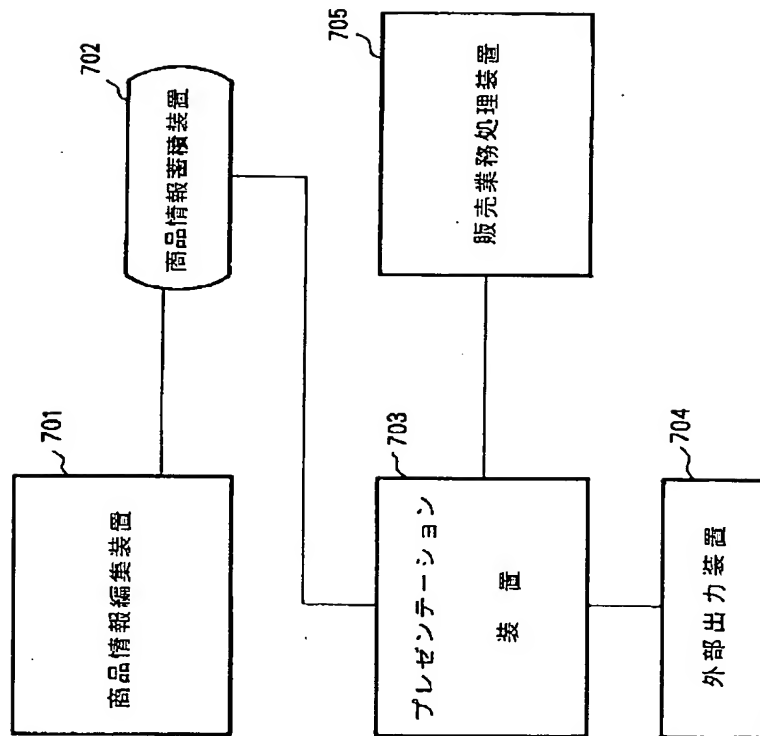 701
商品情報編集装置
702
商品情報蓄積装置
703
プレゼンテーション
装置
705
販売業務処理装置
704
外部出力装置